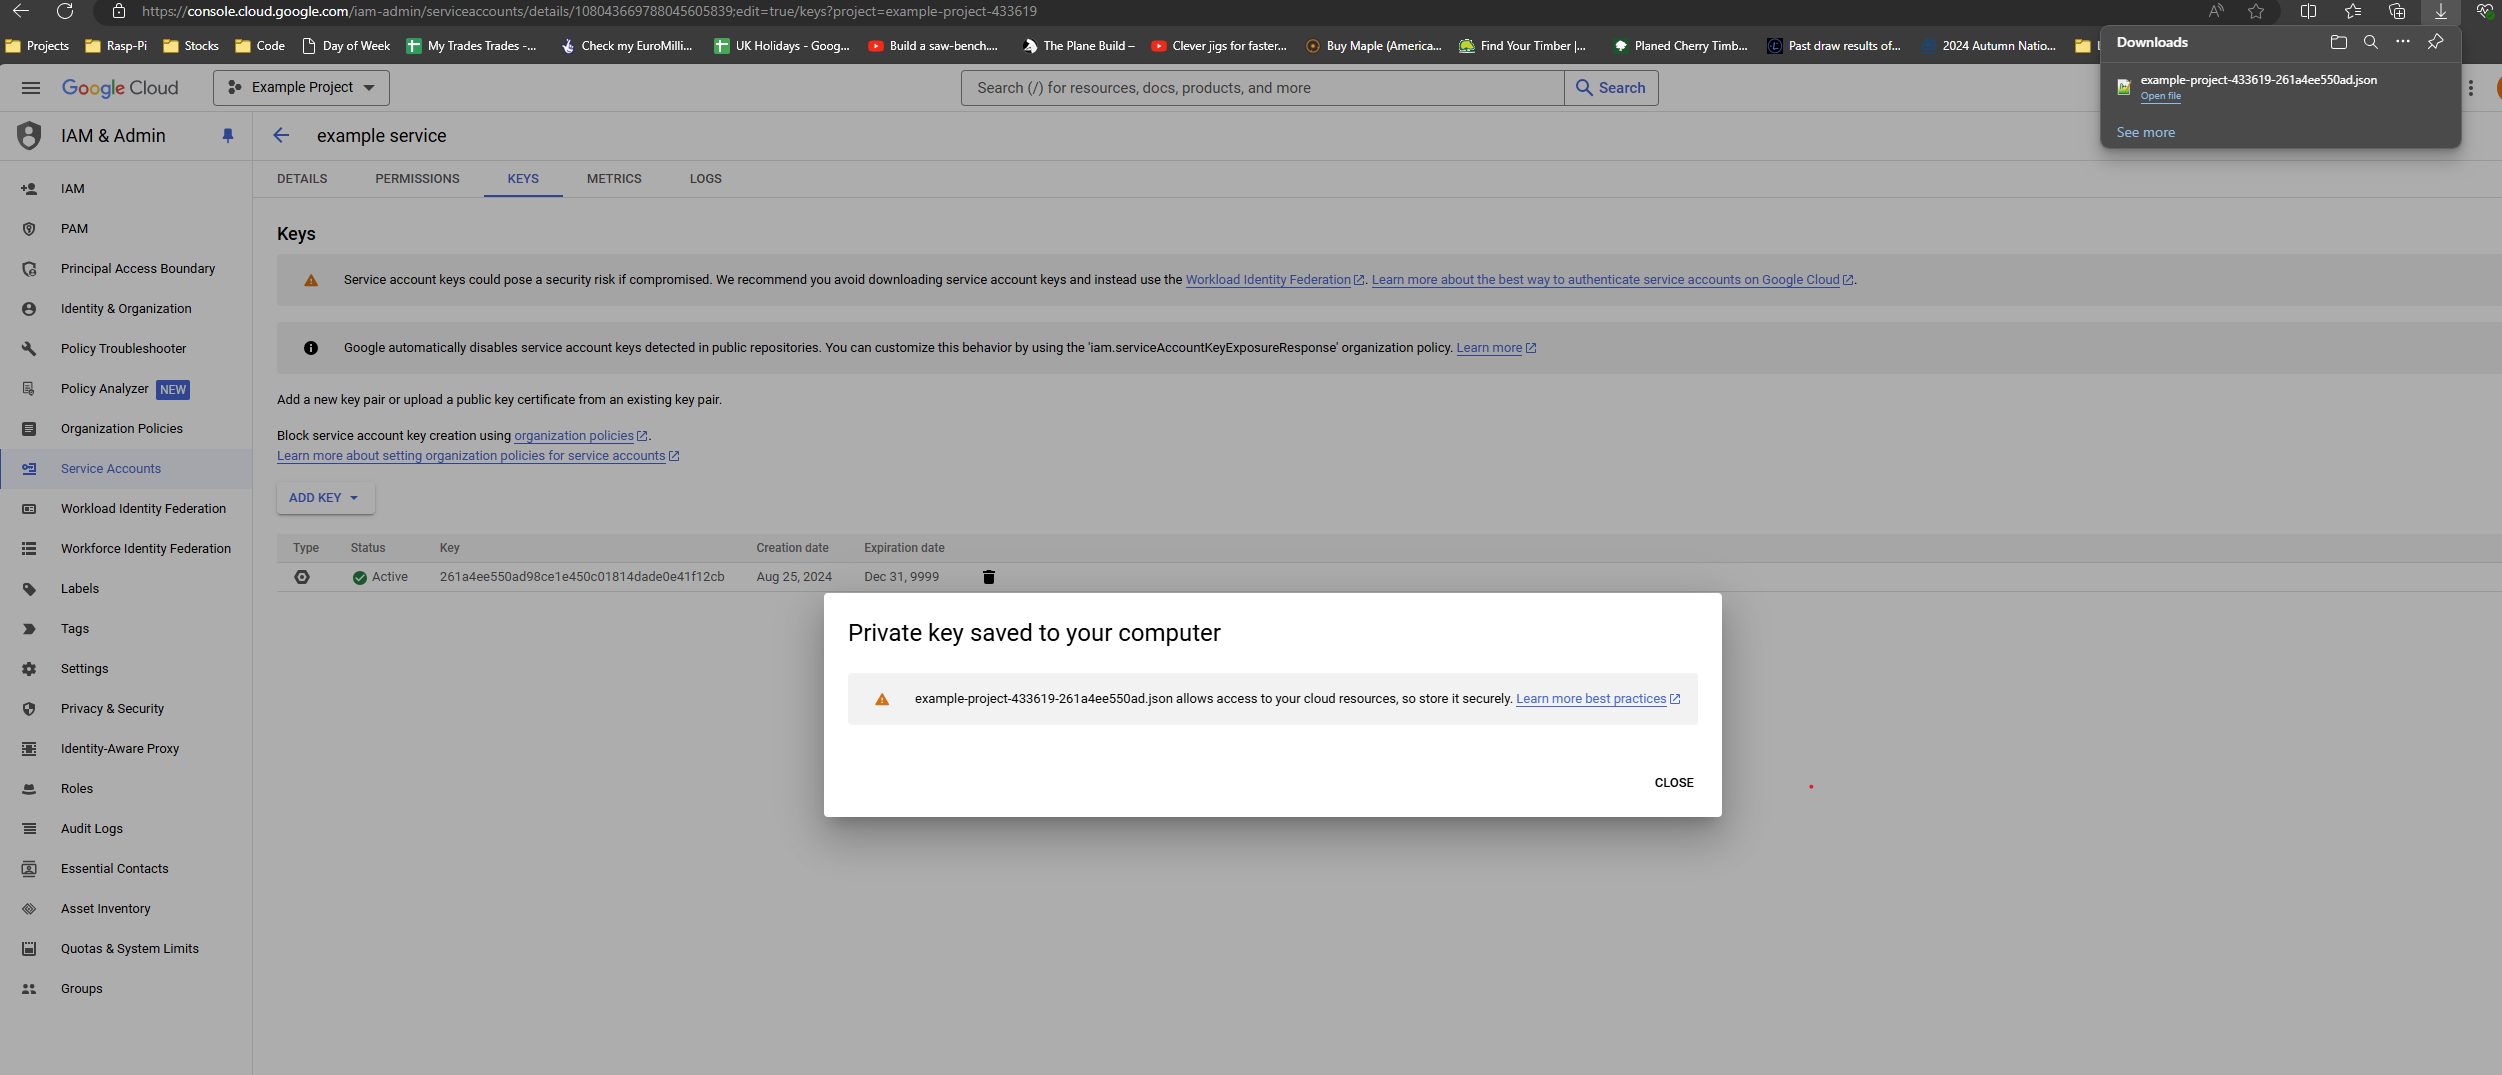 https://console.cloud.google.com/iam-admin/serviceaccounts/details/108043669788045605839;edit=true/keys?project=example-project-433619
Projects Rasp-Pi Stocks Code Day of Week My Trades Trades -... Check my EuroMilli... UK Holidays - Goog... Build a saw-bench.... The Plane Build – Clever jigs for faster... Buy Maple (America... Find Your Timber |... Planed Cherry Timb... Past draw results of... 2024 Autumn Natio...
Downloads
example-project-433619-261a4ee550ad.json
Open file
See more
Google Cloud Example Project Search (/) for resources, docs, products, and more Search
IAM & Admin
IAM
PAM
Principal Access Boundary
Identity & Organization
Policy Troubleshooter
Policy Analyzer NEW
Organization Policies
Service Accounts
Workload Identity Federation
Workforce Identity Federation
Labels
Tags
Settings
Privacy & Security
Identity-Aware Proxy
Roles
Audit Logs
Essential Contacts
Asset Inventory
Quotas & System Limits
Groups
example service
DETAILS PERMISSIONS KEYS METRICS LOGS
Keys
Service account keys could pose a security risk if compromised. We recommend you avoid downloading service account keys and instead use the Workload Identity Federation. Learn more about the best way to authenticate service accounts on Google Cloud.
Google automatically disables service account keys detected in public repositories. You can customize this behavior by using the 'iam.serviceAccountKeyExposureResponse' organization policy. Learn more
Add a new key pair or upload a public key certificate from an existing key pair.
Block service account key creation using organization policies.
Learn more about setting organization policies for service accounts
ADD KEY
Type Status Key Creation date Expiration date
Active 261a4ee550ad98ce1e450c01814dade0e41f12cb Aug 25, 2024 Dec 31, 9999
Private key saved to your computer
example-project-433619-261a4ee550ad.json allows access to your cloud resources, so store it securely. Learn more best practices
CLOSE